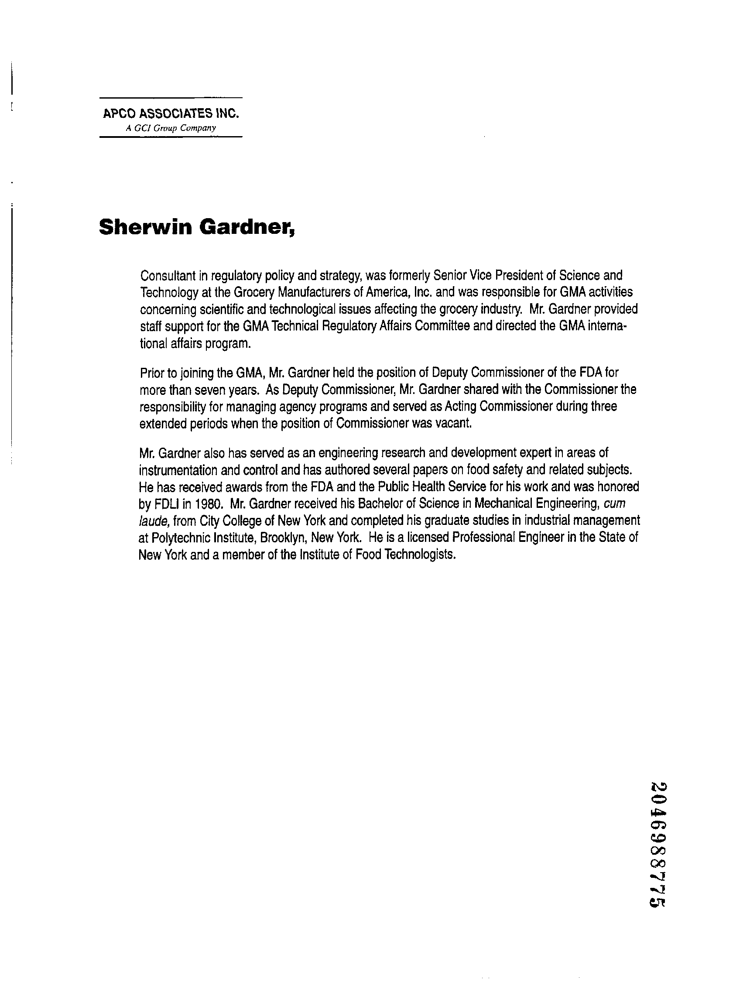 APCO ASSOCIATES INC.
A GCI Group Company
Sherwin Gardner,
Consultant in regulatory policy and strategy, was formerly Senior Vice President of Science and
Technology at the Grocery Manufacturers of America, Inc. and was responsible for GMA activities
concerning scientific and technological issues affecting the grocery industry. Mr. Gardner provided
staff support for the GMA Technical Regulatory Affairs Committee and directed the GMA interna-
tional affairs program.
Prior to joining the GMA, Mr. Gardner held the position of Deputy Commissioner of the FDA for
more than seven years. As Deputy Commissioner, Mr. Gardner shared with the Commissioner the
responsibility for managing agency programs and served as Acting Commissioner during three
extended periods when the position of Commissioner was vacant.
Mr. Gardner also has served as an engineering research and development expert in areas of
instrumentation and control and has authored several papers on food safety and related subjects.
He has received awards from the FDA and the Public Health Service for his work and was honored
by FDLI in 1980. Mr. Gardner received his Bachelor of Science in Mechanical Engineering, cum
laude, from City College of New York and completed his graduate studies in industrial management
at Polytechnic Institute, Brooklyn, New York. He is a licensed Professional Engineer in the State of
New York and a member of the Institute of Food Technologists.
2046988775